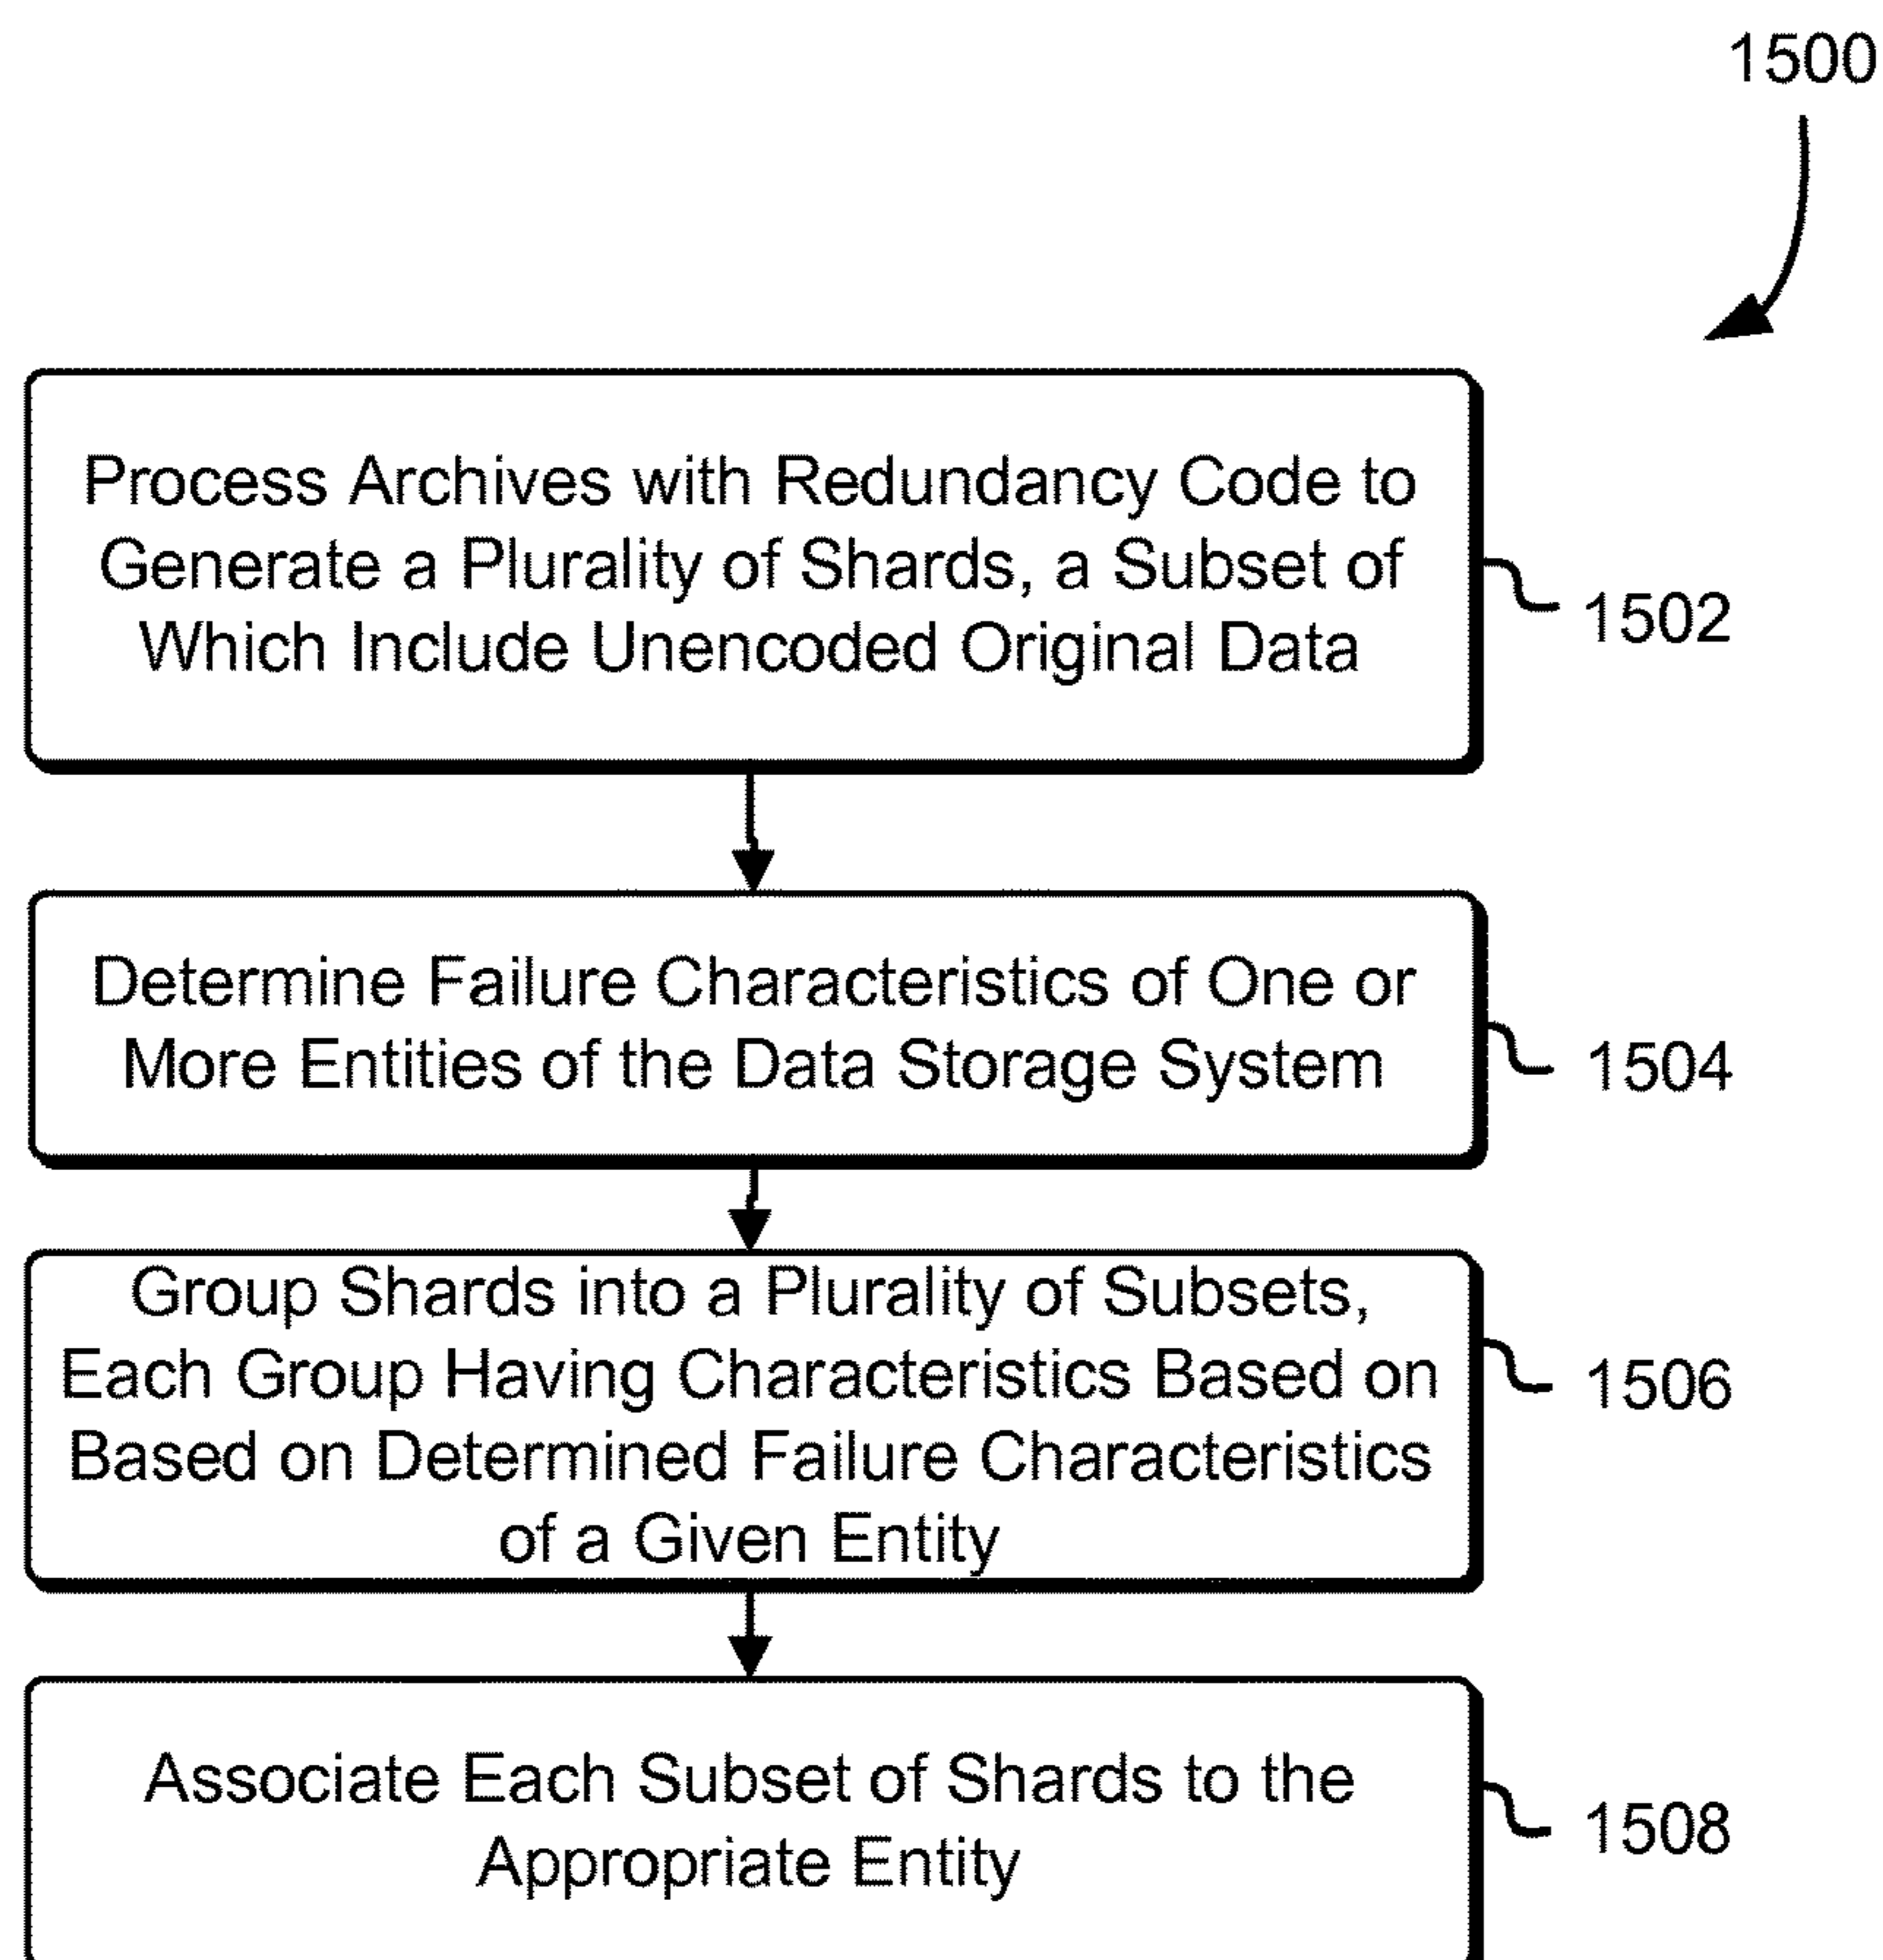 1500
Process Archives with Redundancy Code to
Generate a Plurality of Shards, a Subset of
Which Include Unencoded Original Data
1502
Determine Failure Characteristics of One or
More Entities of the Data Storage System
1504
Group Shards into a Plurality of Subsets,
Each Group Having Characteristics Based on
Based on Determined Failure Characteristics
of a Given Entity
1506
Associate Each Subset of Shards to the
Appropriate Entity
1508